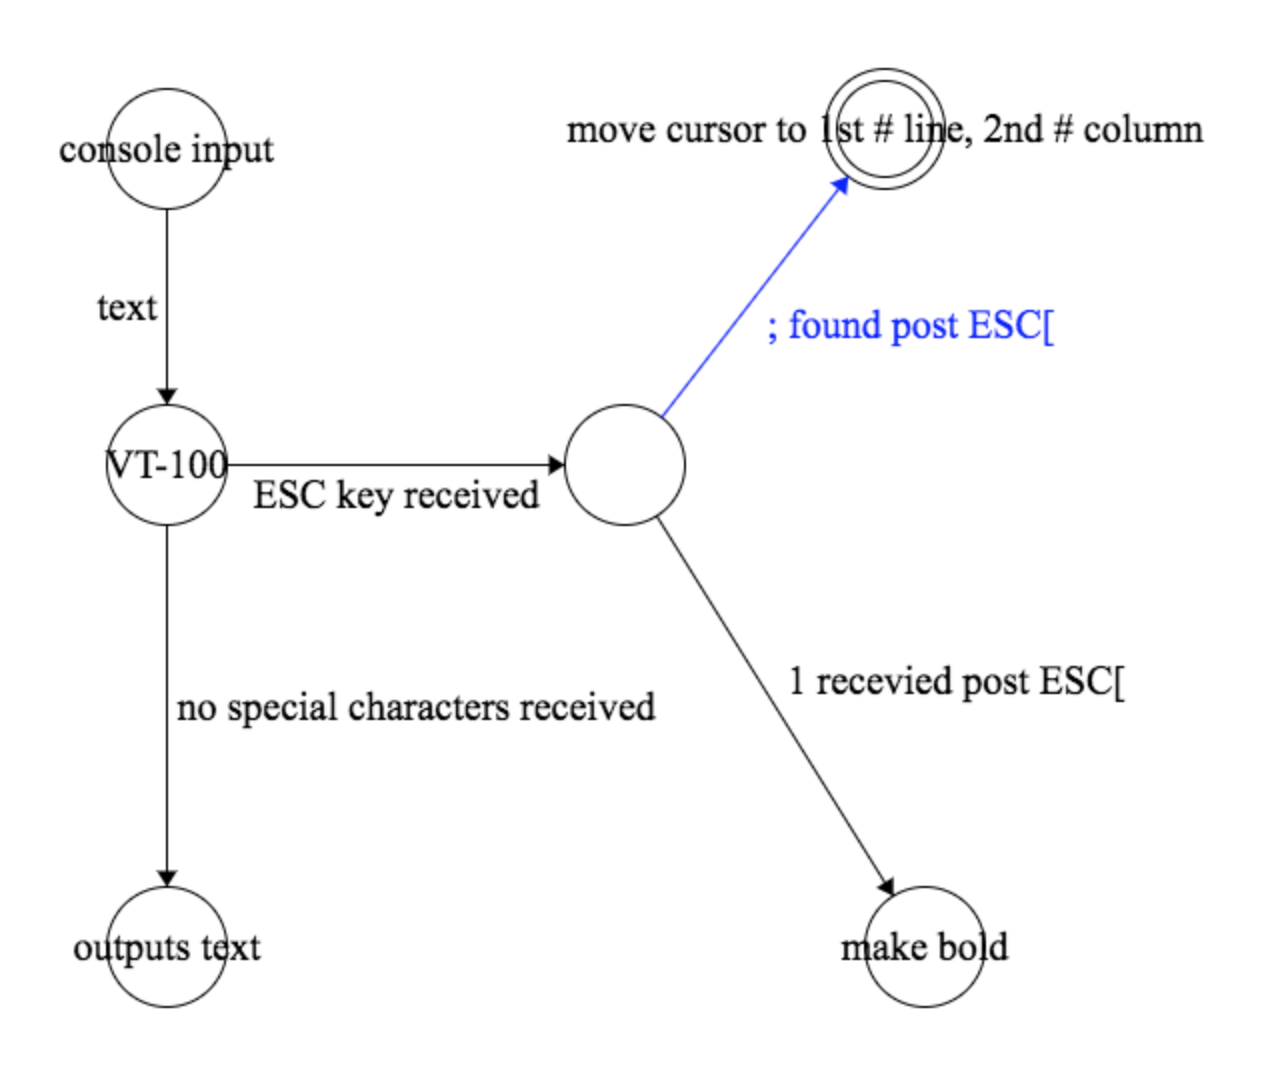 move cursor to 1st # line, 2nd # column
console input
text
; found post ESC[
VT-100
ESC key received
1 recevied post ESC[
no special characters received
outputs text
make bold